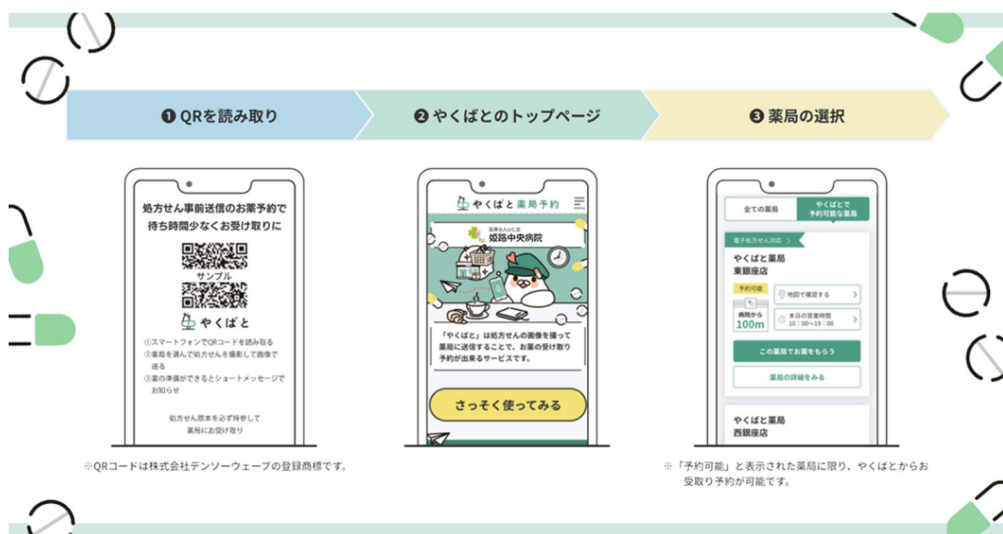 ❶ QRを読み取り
❷ やくばとのトップページ
❸ 薬局の選択
処方せん事前送信のお薬予約で
待ち時間少なくお受け取りに
サンプル
やくばと
①スマートフォンでQRコードを読み取る
②薬局を選んで処方せんを撮影して画像で
送る
③薬の準備ができるとショートメッセージで
お知らせ
処方せん原本を必ず持参して
薬局にお受け取り
※QRコードは株式会社デンソーウェーブの登録商標です。
やくばと薬局予約
姫路中央病院
「やくばと」は処方せんの画像を撮って
薬局に送信することで、お薬の受け取り
予約が出来るサービスです。
さっそく使ってみる
全ての薬局
やくばとで
予約可能な薬局
電子処方せん対応
やくばと薬局
東銀座店
予約可能
病院から
100m
地図で確認する
本日の営業時間
10:00〜19:00
この薬局でお薬をもらう
薬局の詳細をみる
やくばと薬局
西銀座店
※「予約可能」と表示された薬局に限り、やくばとからお
受取り予約が可能です。